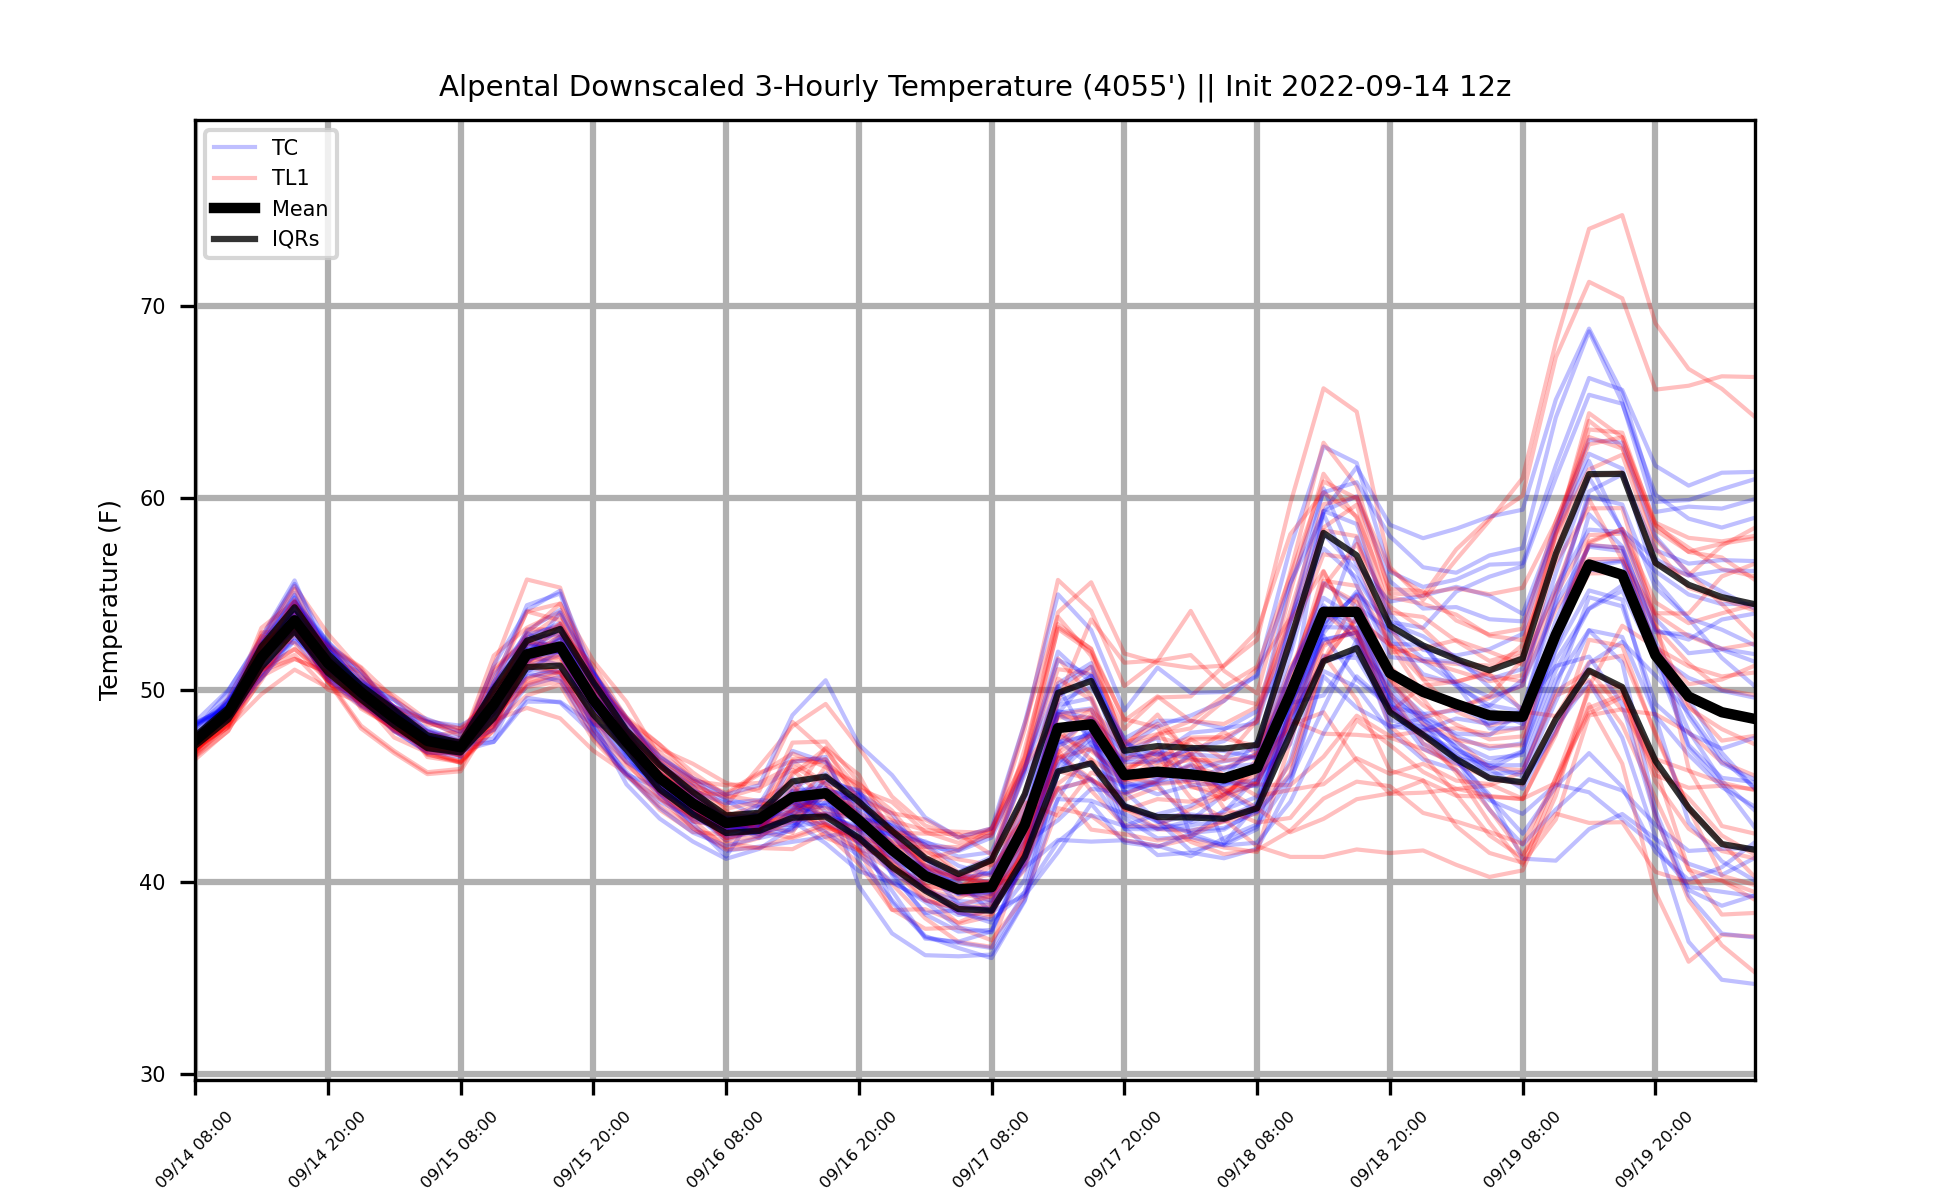 Alpental Downscaled 3-Hourly Temperature (4055') || Init 2022-09-14 12z
TC
TL1
Mean
IQRs
Temperature (F)
70
60
50
40
30
09/14 08:00
09/14 20:00
09/15 08:00
09/15 20:00
09/16 08:00
09/16 20:00
09/17 08:00
09/17 20:00
09/18 08:00
09/18 20:00
09/19 08:00
09/19 20:00